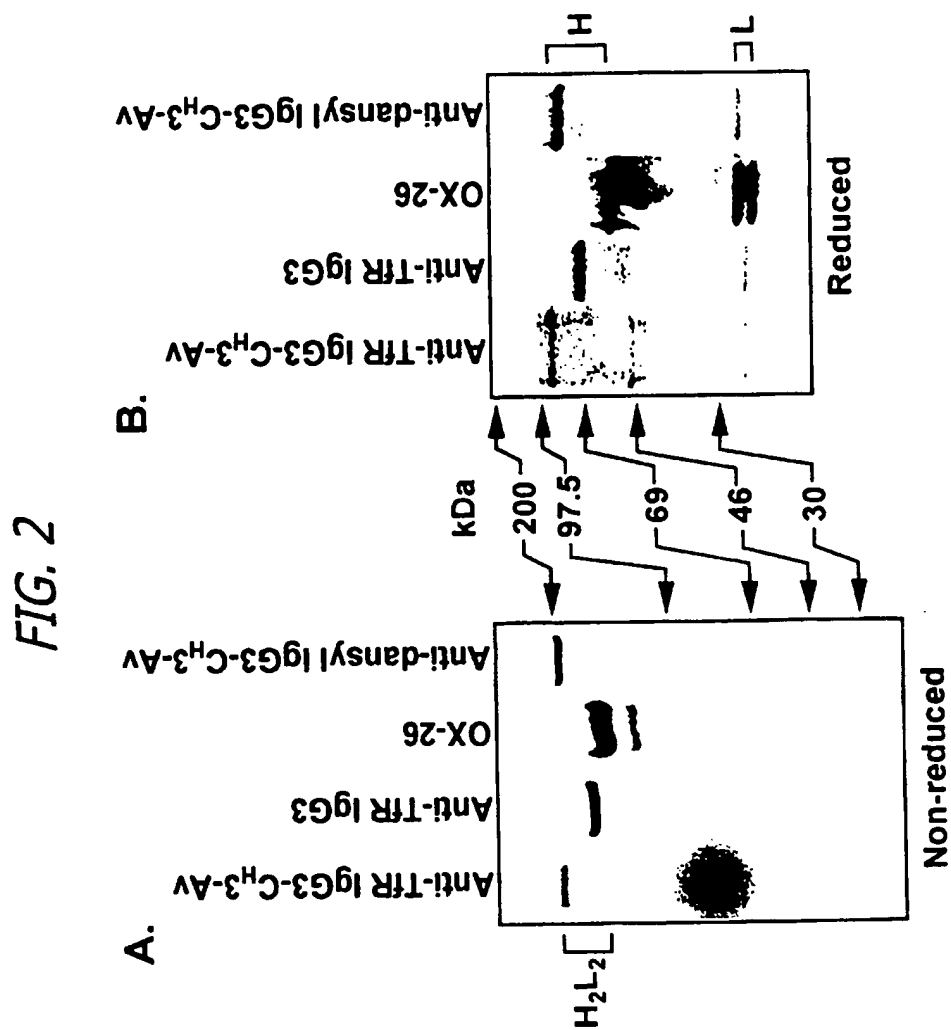 FIG. 2
A.
Anti-TfR IgG3-CH3-Av
Anti-TfR IgG3
OX-26
Anti-dansyl IgG3-CH3-Av
H2L2
Non-reduced
kDa
200
97.5
69
46
30
B.
Anti-TfR IgG3-CH3-Av
Anti-TfR IgG3
OX-26
Anti-dansyl IgG3-CH3-Av
H
L
Reduced